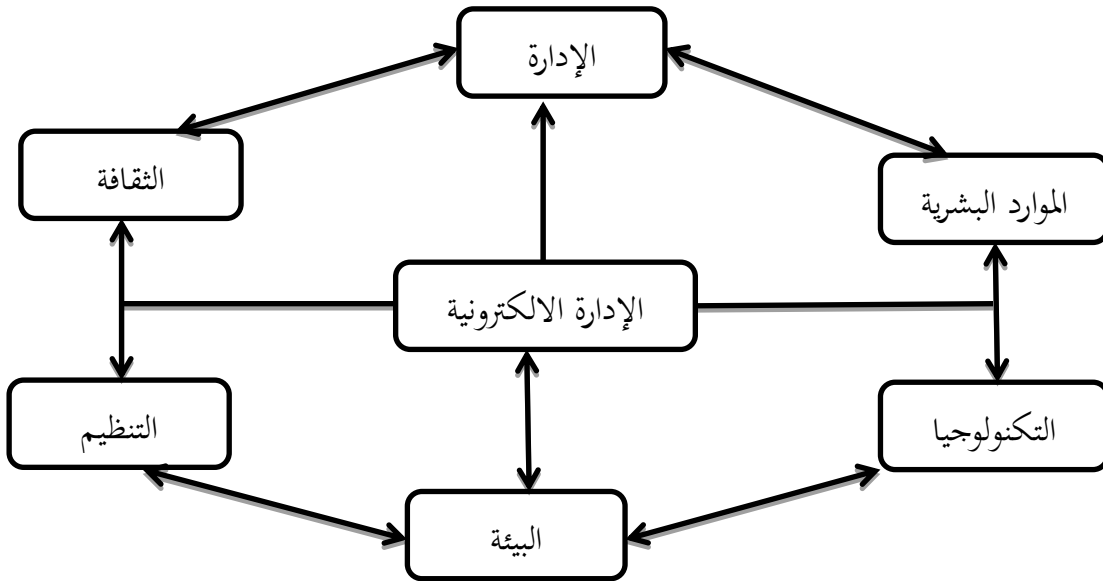 الإدارة
الموارد البشرية
الثقافة
الإدارة الالكترونية
التكنولوجيا
التنظيم
البيئة